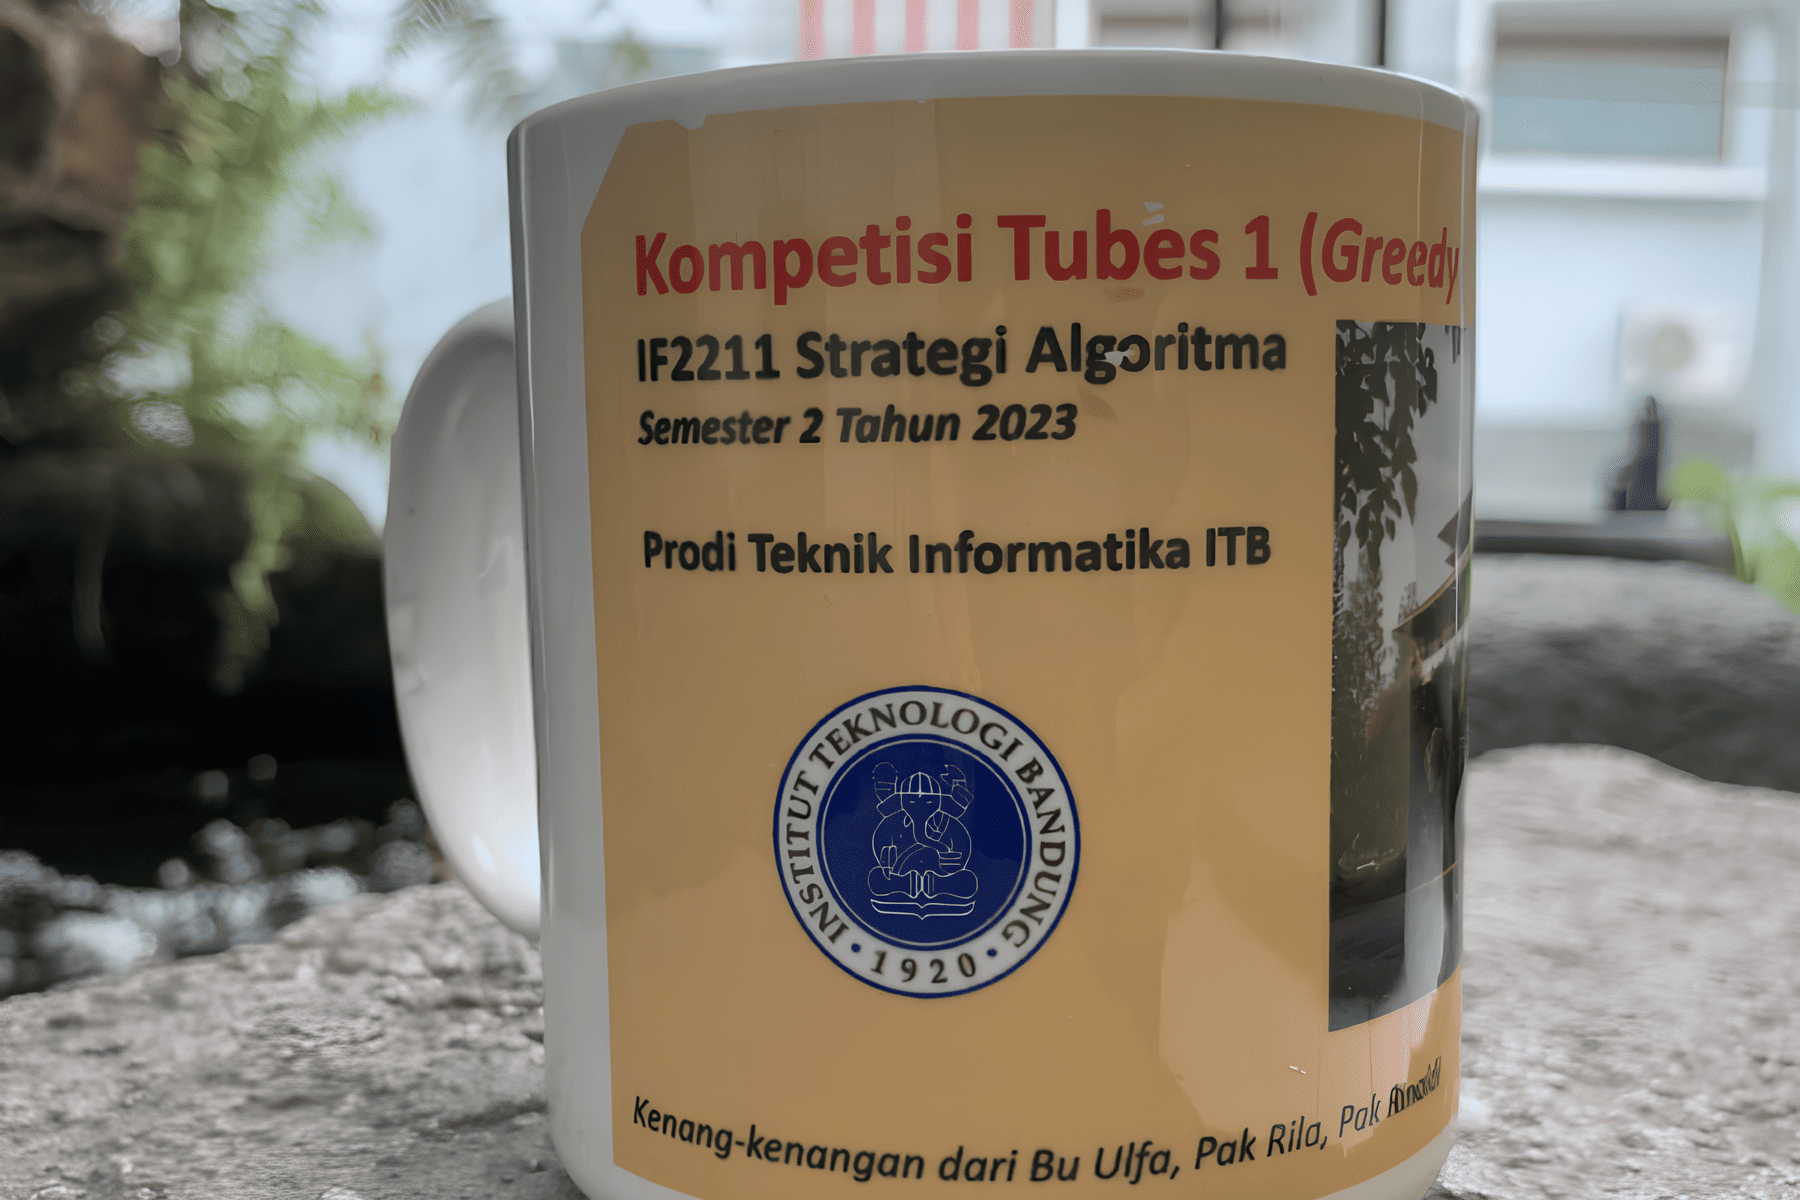 Kompetisi Tubes 1 (Greedy
IF2211 Strategi Algoritma
Semester 2 Tahun 2023
Prodi Teknik Informatika ITB
INSTITUT TEKNOLOGI BANDUNG
• 1920 •
Kenang-kenangan dari Bu Ulfa, Pak Rila, Pak